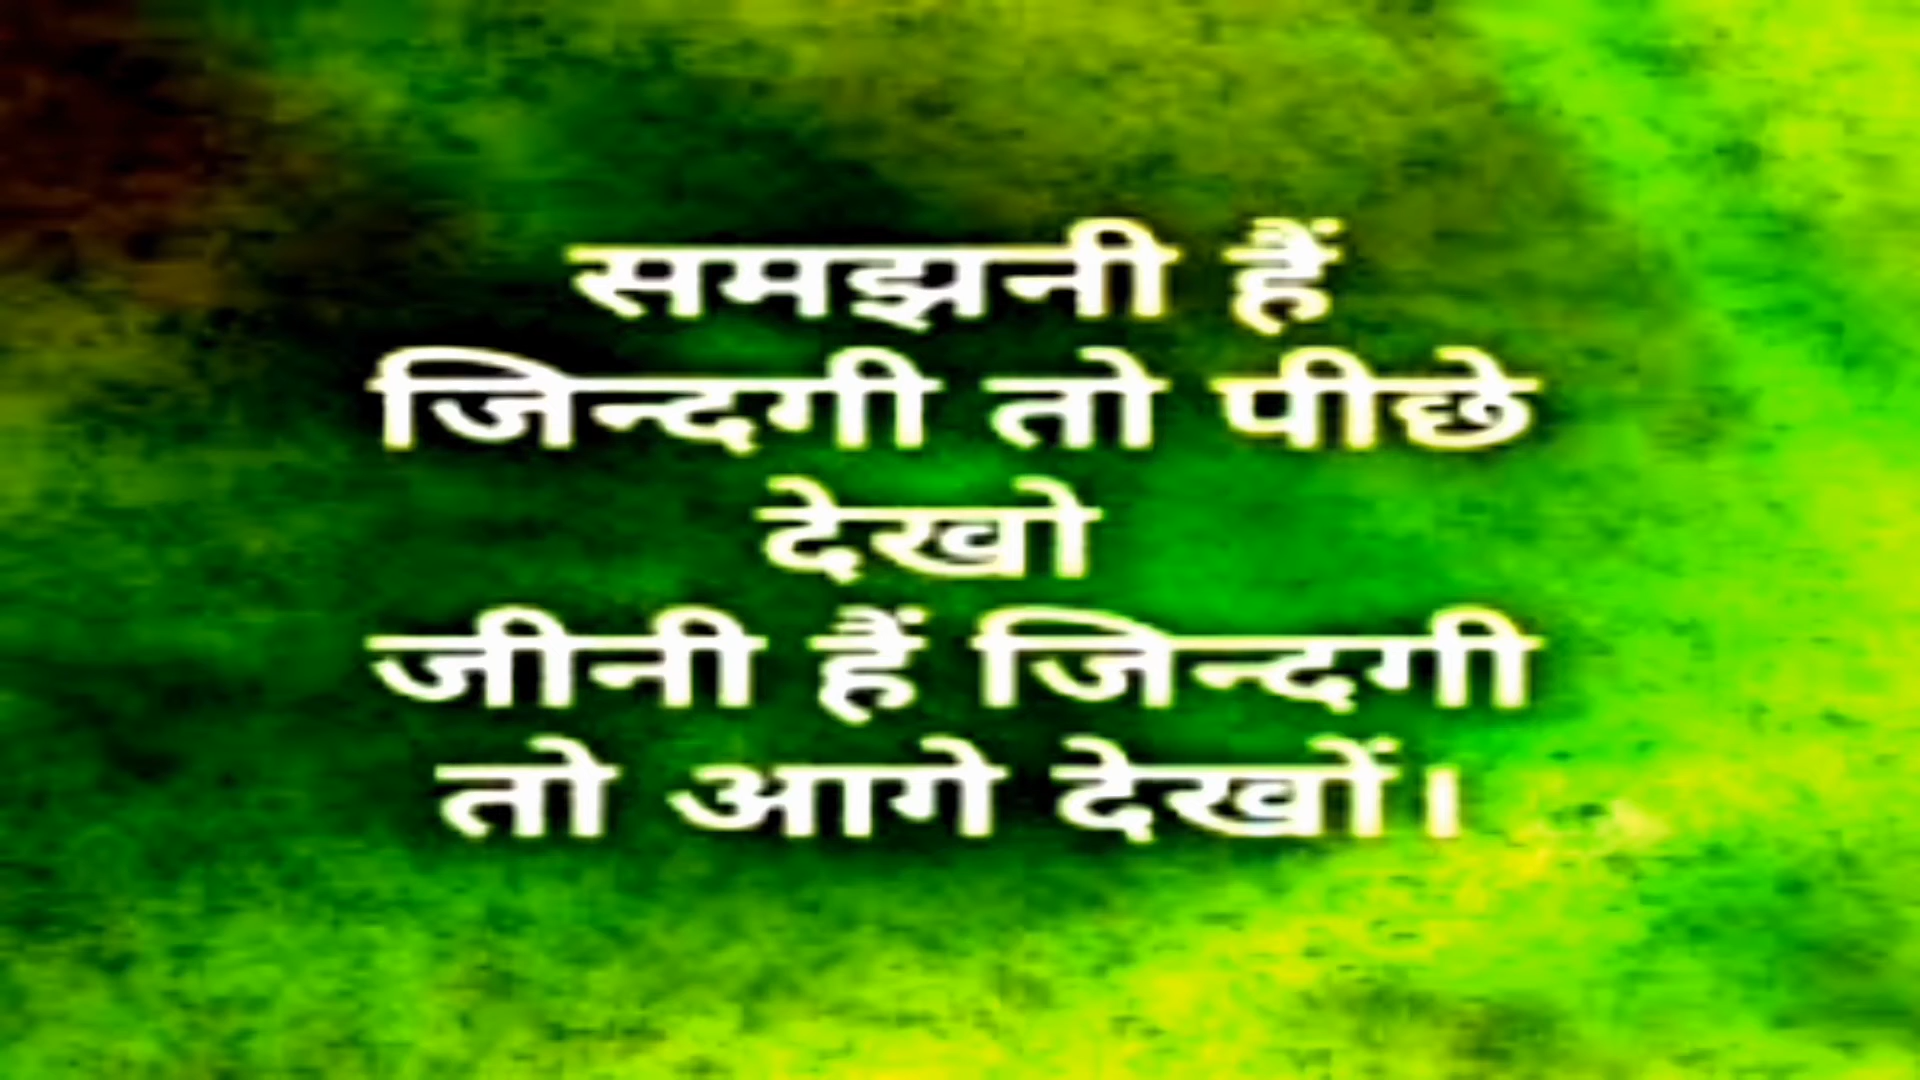 समझनी हैं
जिन्दगी तो पीछे
देखो
जीनी हैं जिन्दगी
तो आगे देखों।